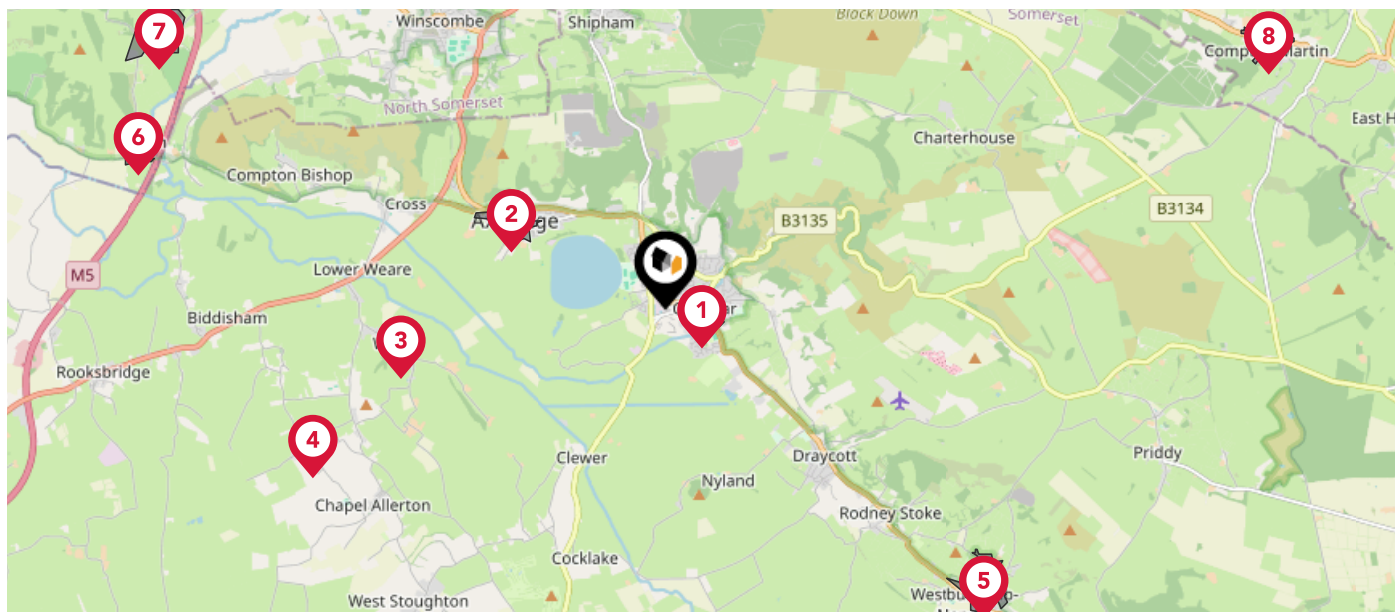 7
Winscombe
Shipham
Black Down
Somerset
8
North Somerset
6
Charterhouse
East H
Compton Bishop
Cross
2
B3135
B3134
M5
Lower Weare
1
Biddisham
3
Rooksbridge
4
Clewer
Draycott
Priddy
Nyland
Chapel Allerton
Rodney Stoke
Cocklake
5
West Stoughton